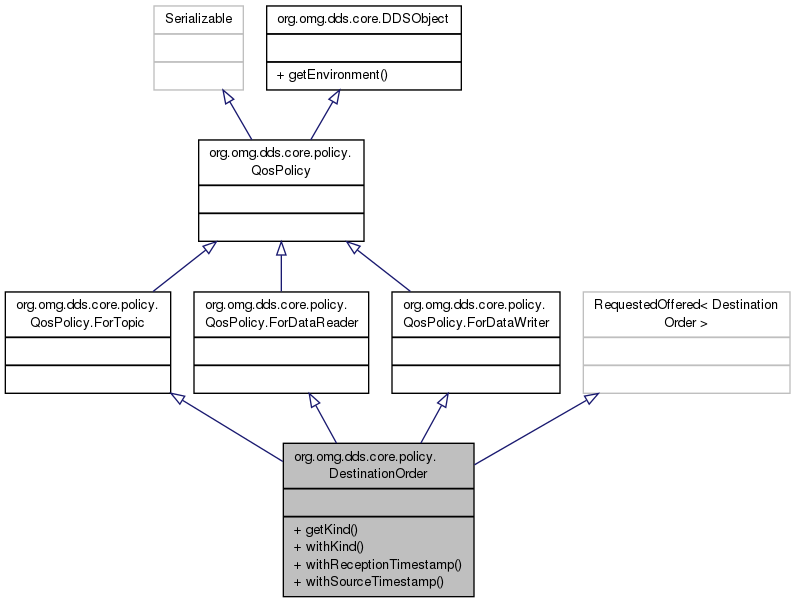 Serializable
org.omg.dds.core.DDSObject
+ getEnvironment()
org.omg.dds.core.policy.
QosPolicy
org.omg.dds.core.policy.
QosPolicy.ForTopic
org.omg.dds.core.policy.
QosPolicy.ForDataReader
org.omg.dds.core.policy.
QosPolicy.ForDataWriter
RequestedOffered< Destination
Order >
org.omg.dds.core.policy.
DestinationOrder
+ getKind()
+ withKind()
+ withReceptionTimestamp()
+ withSourceTimestamp()